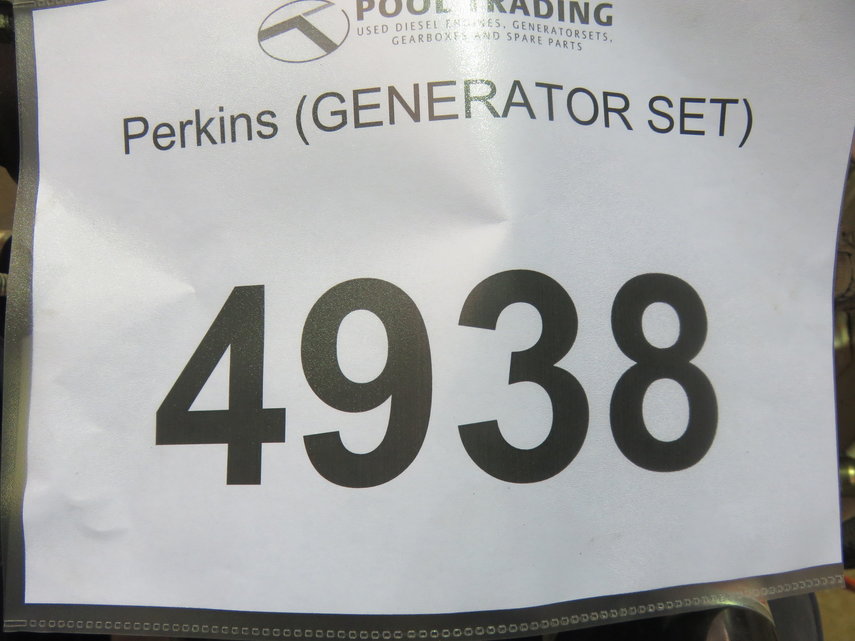 POOL TRADING
USED DIESEL ENGINES, GENERATORSETS,
GEARBOXES AND SPARE PARTS
Perkins (GENERATOR SET)
4938